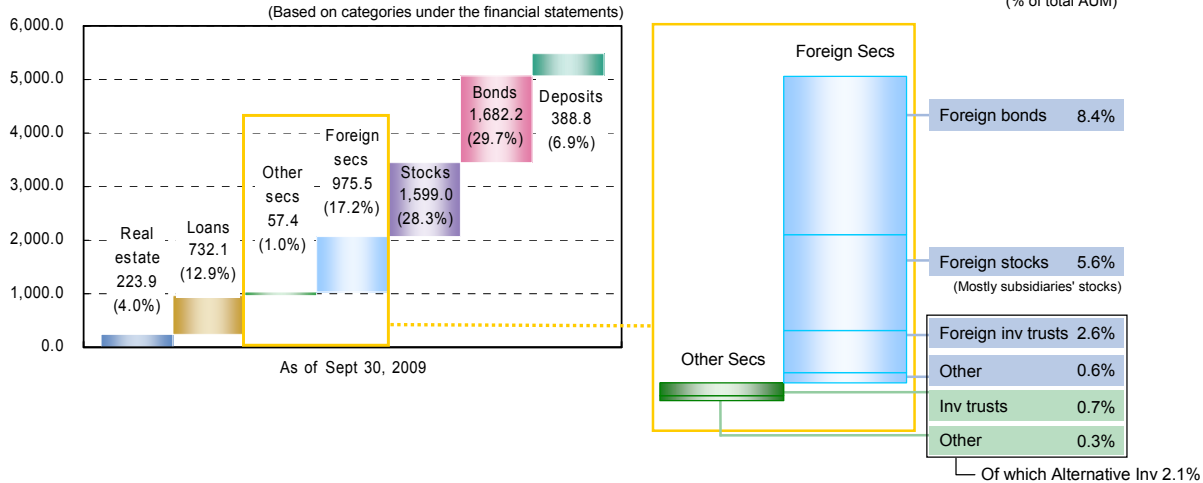 (Based on categories under the financial statements)
(% of total AUM)
6,000.0
5,000.0
4,000.0
3,000.0
2,000.0
1,000.0
0.0
Real
estate
223.9
(4.0%)
Loans
732.1
(12.9%)
Other
secs
57.4
(1.0%)
Foreign
secs
975.5
(17.2%)
Stocks
1,599.0
(28.3%)
Bonds
1,682.2
(29.7%)
Deposits
388.8
(6.9%)
As of Sept 30, 2009
Foreign Secs
Other Secs
Foreign bonds 8.4%
Foreign stocks 5.6%
(Mostly subsidiaries' stocks)
Foreign inv trusts 2.6%
Other 0.6%
Inv trusts 0.7%
Other 0.3%
Of which Alternative Inv 2.1%